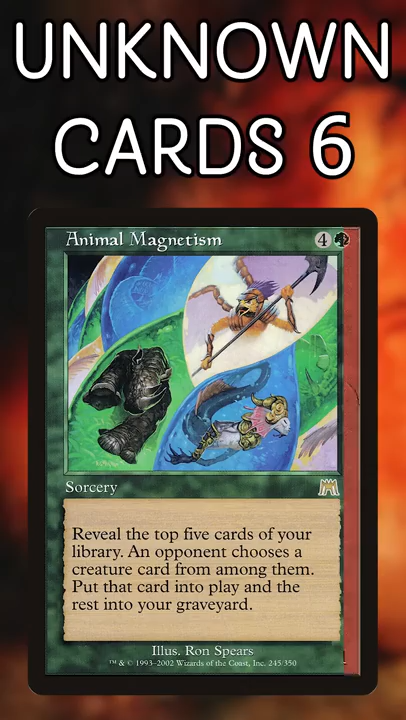 UNKNOWN
CARDS 6
Animal Magnetism 4
Sorcery
Reveal the top five cards of your
library. An opponent chooses a
creature card from among them.
Put that card into play and the
rest into your graveyard.
Illus. Ron Spears
™ & © 1993–2002 Wizards of the Coast, Inc. 245/350